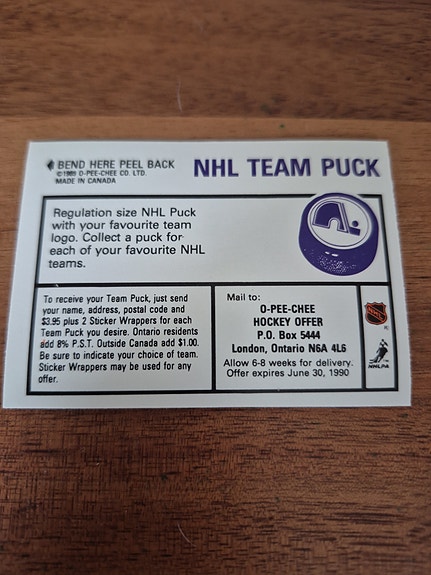 BEND HERE PEEL BACK
©1989 O-PEE-CHEE CO. LTD.
MADE IN CANADA
NHL TEAM PUCK
Regulation size NHL Puck
with your favourite team
logo. Collect a puck for
each of your favourite NHL
teams.
To receive your Team Puck, just send
your name, address, postal code and
$3.95 plus 2 Sticker Wrappers for each
Team Puck you desire. Ontario residents
add 8% P.S.T. Outside Canada add $1.00.
Be sure to indicate your choice of team.
Sticker Wrappers may be used for any
offer.
Mail to:
O-PEE-CHEE
HOCKEY OFFER
P.O. Box 5444
London, Ontario N6A 4L6
Allow 6-8 weeks for delivery.
Offer expires June 30, 1990
NHL
®
NHLPA